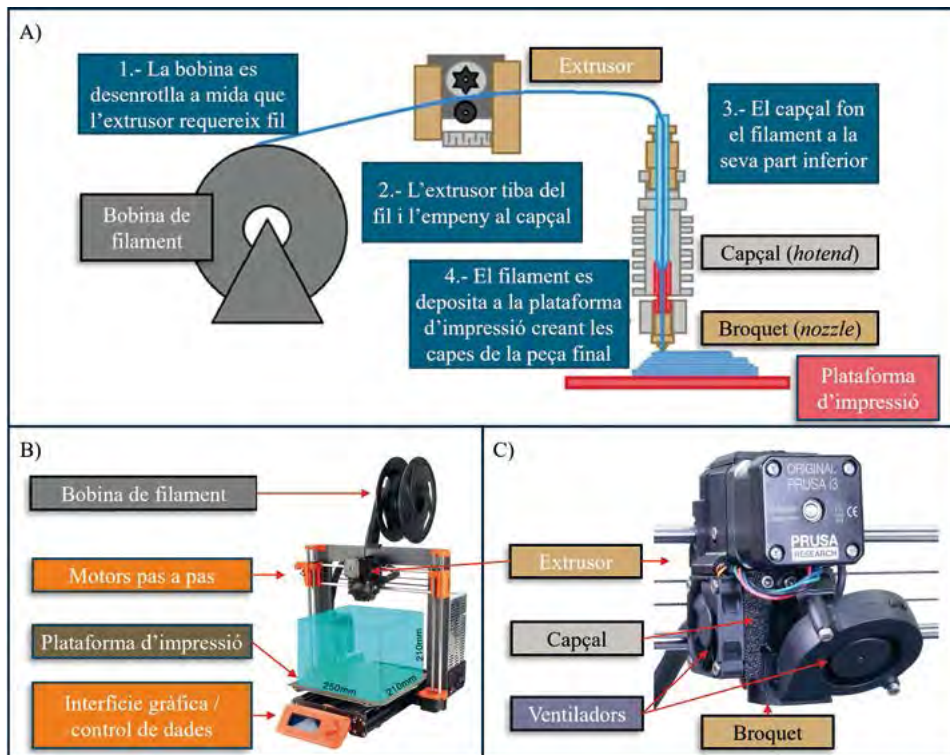 A)
1.- La bobina es
desenrotlla a mida que
l'extrusor requereix fil
Extrusor
3.- El capçal fon
el filament a la
seva part inferior
2.- L'extrusor tiba del
fil i l'empeny al capçal
Bobina de
filament
Capçal (hotend)
4.- El filament es
deposita a la plataforma
d'impressió creant les
capes de la peça final
Broquet (nozzle)
Plataforma
d'impressió
B)
Bobina de filament
Motors pas a pas
Plataforma d'impressió
Interfície gràfica /
control de dades
210mm
250mm
210mm
C)
ORIGINAL
PRUSA i3
CE
PRUSA
RESEARCH
Extrusor
Capçal
Ventiladors
Broquet